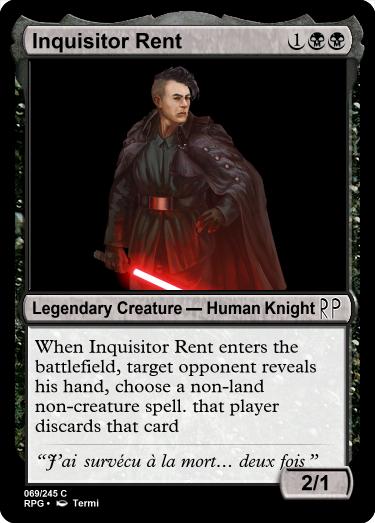 Inquisitor Rent 1
Legendary Creature — Human Knight RP
When Inquisitor Rent enters the
battlefield, target opponent reveals
his hand, choose a non-land
non-creature spell. that player
discards that card
“J'ai survécu à la mort... deux fois ”
2/1
069/245 C
RPG • Termi